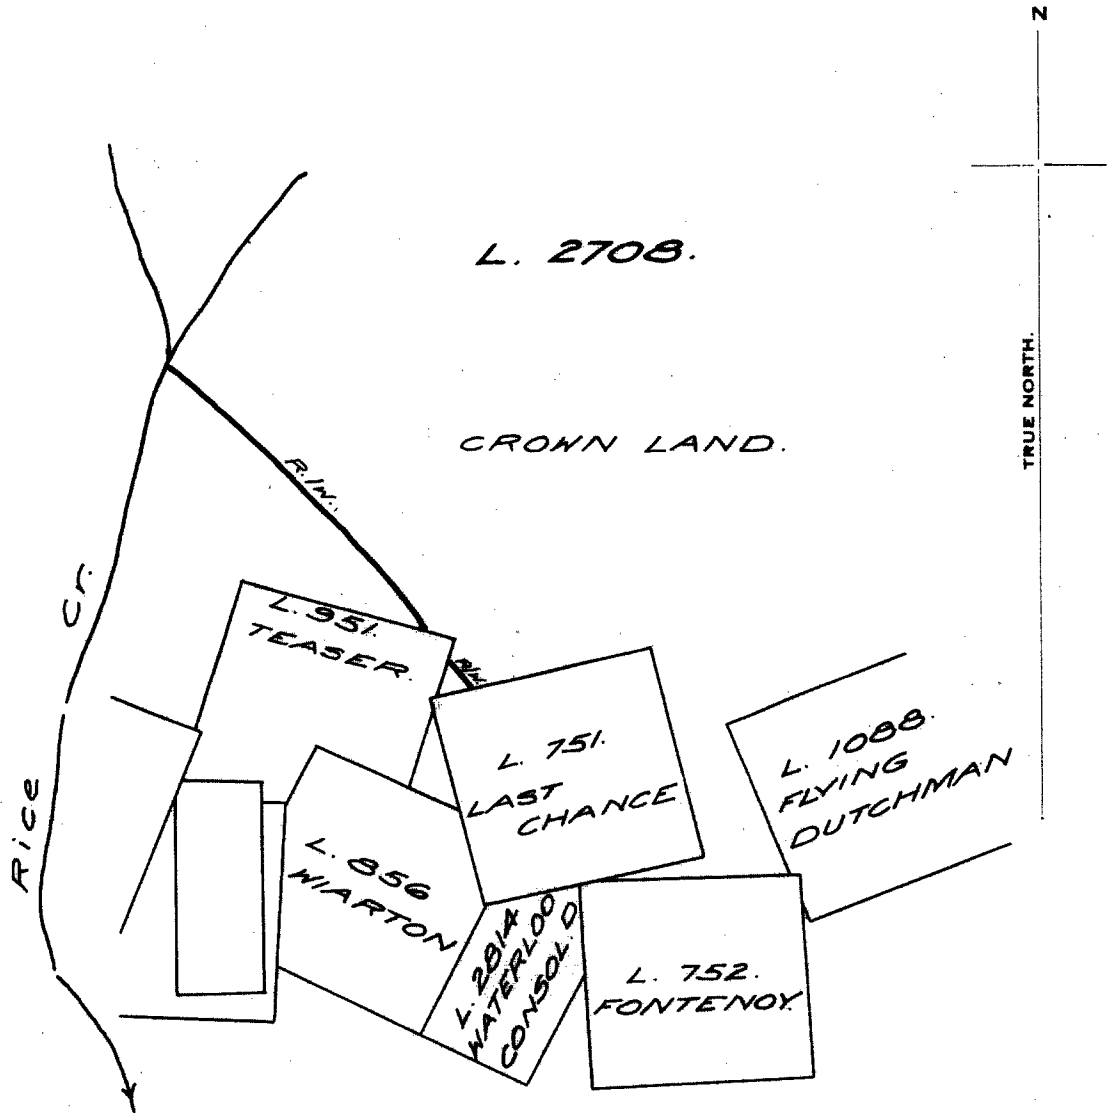 N
L. 2708.
TRUE NORTH.
CROWN LAND.
R./W.
Rice Cr.
L. 951.
TEASER.
R/W.
L. 751.
LAST
CHANCE
L. 1088.
FLYING
DUTCHMAN
L. 856
WIARTON
L. 2814
WATERLOO
CONSOL.D
L. 752.
FONTENOY.